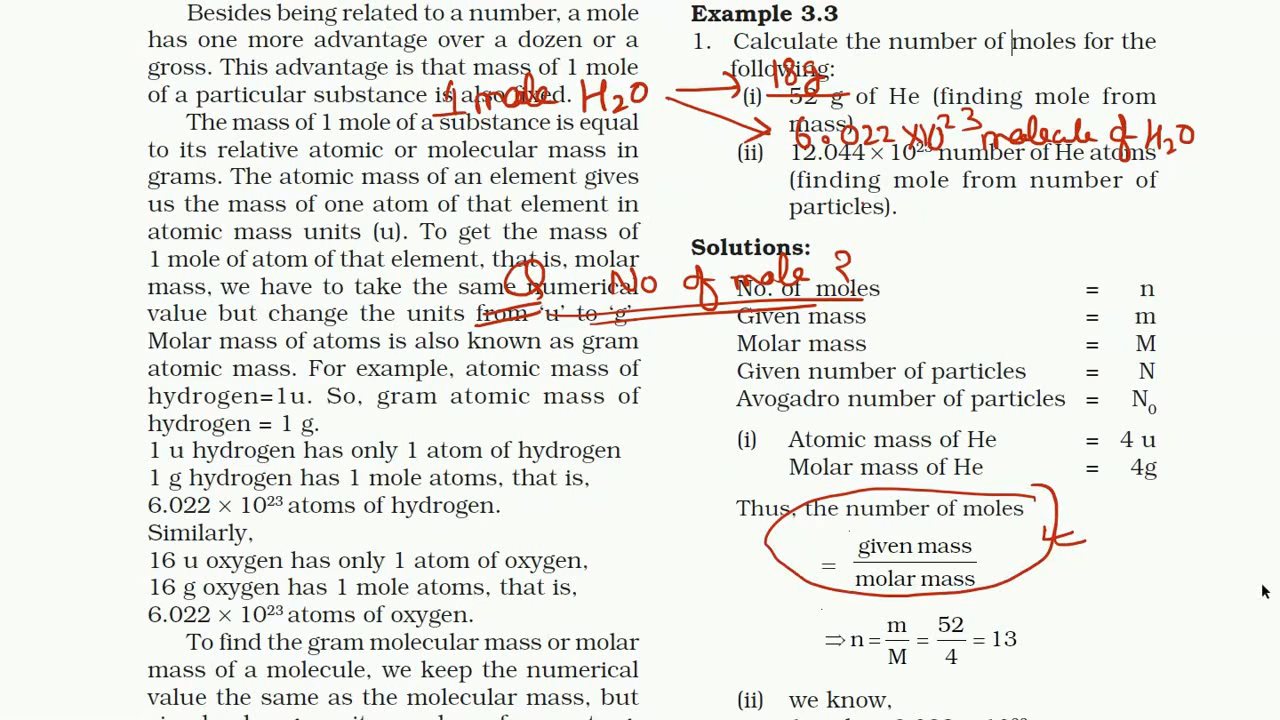 Besides being related to a number, a mole
has one more advantage over a dozen or a
gross. This advantage is that mass of 1 mole
of a particular substance is also fixed.
The mass of 1 mole of a substance is equal
to its relative atomic or molecular mass in
grams. The atomic mass of an element gives
us the mass of one atom of that element in
atomic mass units (u). To get the mass of
1 mole of atom of that element, that is, molar
mass, we have to take the same numerical
value but change the units from ‘u’ to ‘g’.
Molar mass of atoms is also known as gram
atomic mass. For example, atomic mass of
hydrogen=1u. So, gram atomic mass of
hydrogen = 1 g.
1 u hydrogen has only 1 atom of hydrogen
1 g hydrogen has 1 mole atoms, that is,
6.022 × 10²³ atoms of hydrogen.
Similarly,
16 u oxygen has only 1 atom of oxygen,
16 g oxygen has 1 mole atoms, that is,
6.022 × 10²³ atoms of oxygen.
To find the gram molecular mass or molar
mass of a molecule, we keep the numerical
value the same as the molecular mass, but
1 mole H₂O → 18g
6.022 × 10²³ molecule of H₂O
Q, No of mole ?
Example 3.3
1. Calculate the number of moles for the
following:
(i) 52 g of He (finding mole from
mass)
(ii) 12.044 × 10²³ number of He atoms
(finding mole from number of
particles).
Solutions:
No. of moles = n
Given mass = m
Molar mass = M
Given number of particles = N
Avogadro number of particles = N₀
(i) Atomic mass of He = 4 u
Molar mass of He = 4g
Thus, the number of moles
= given mass / molar mass
⇒ n = m/M = 52/4 = 13
(ii) we know,